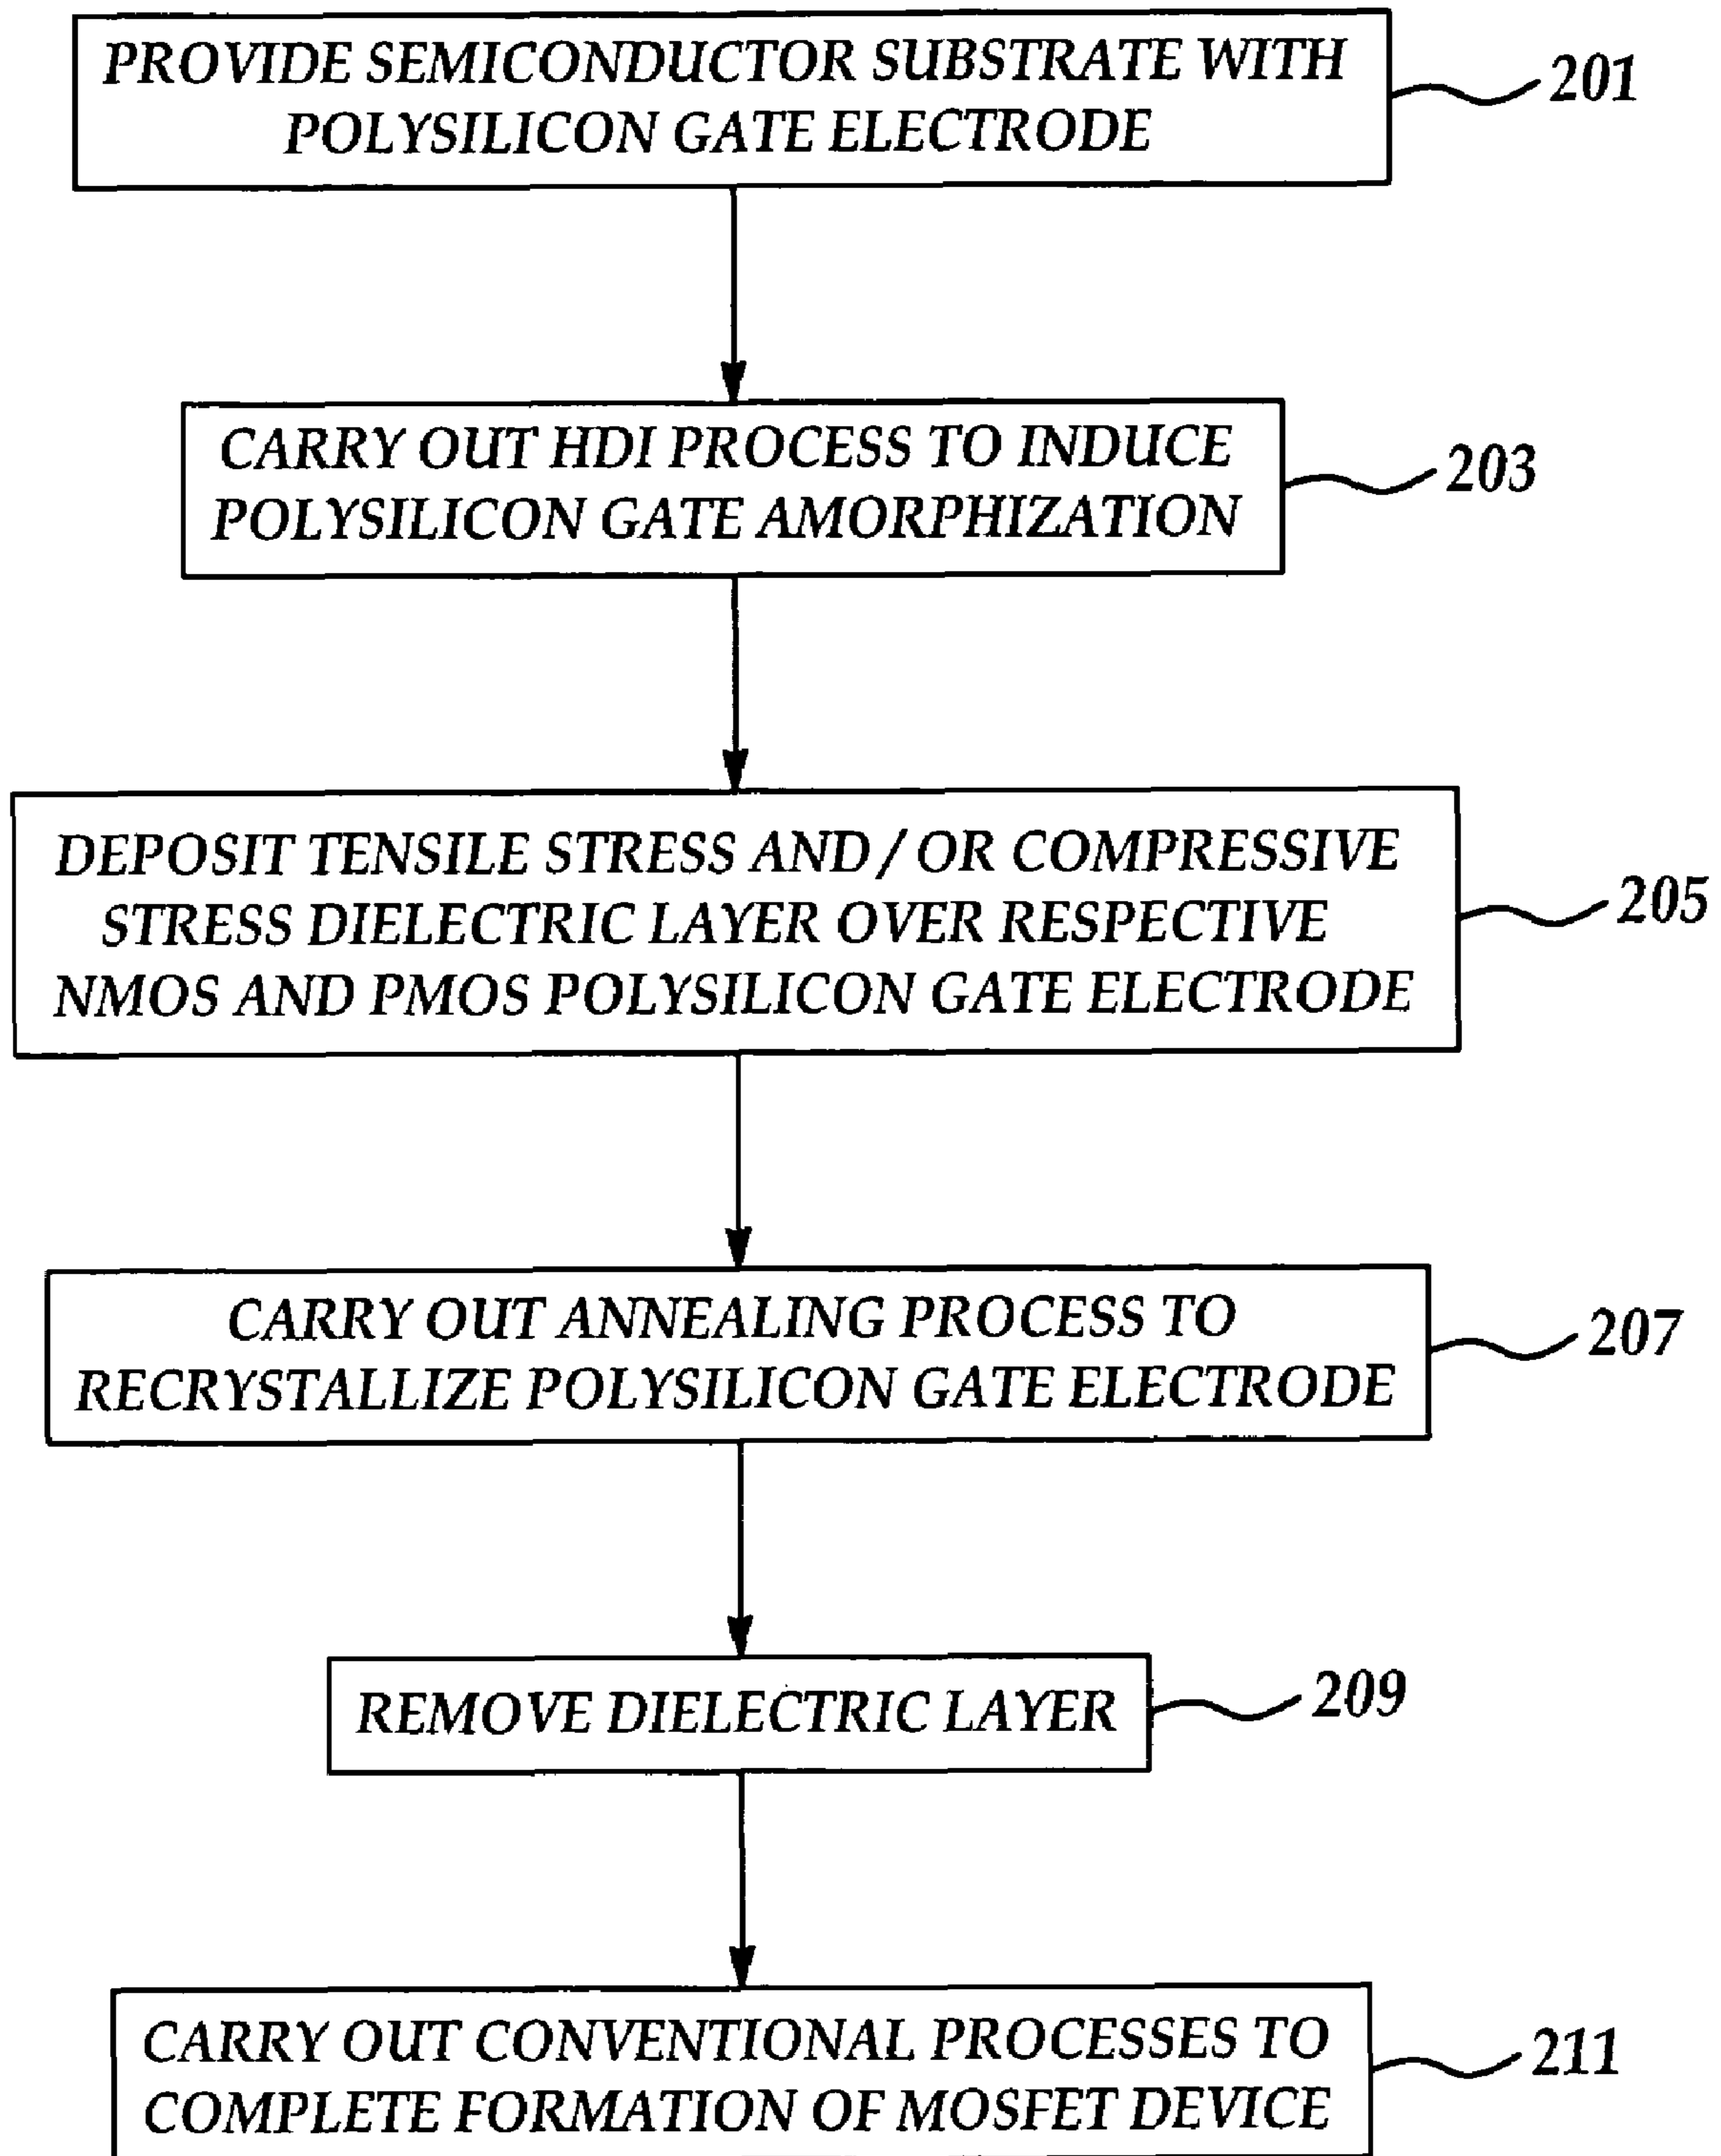 PROVIDE SEMICONDUCTOR SUBSTRATE WITH
POLYSILICON GATE ELECTRODE
201
CARRY OUT HDI PROCESS TO INDUCE
POLYSILICON GATE AMORPHIZATION
203
DEPOSIT TENSILE STRESS AND / OR COMPRESSIVE
STRESS DIELECTRIC LAYER OVER RESPECTIVE
NMOS AND PMOS POLYSILICON GATE ELECTRODE
205
CARRY OUT ANNEALING PROCESS TO
RECRYSTALLIZE POLYSILICON GATE ELECTRODE
207
REMOVE DIELECTRIC LAYER
209
CARRY OUT CONVENTIONAL PROCESSES TO
COMPLETE FORMATION OF MOSFET DEVICE
211